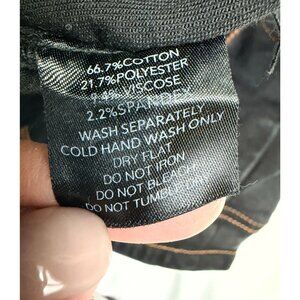 66.7%COTTON
21.7%POLYESTER
9.4% VISCOSE
2.2%SPANDEX
WASH SEPARATELY
COLD HAND WASH ONLY
DRY FLAT
DO NOT IRON
DO NOT BLEACH
DO NOT TUMBLE DRY